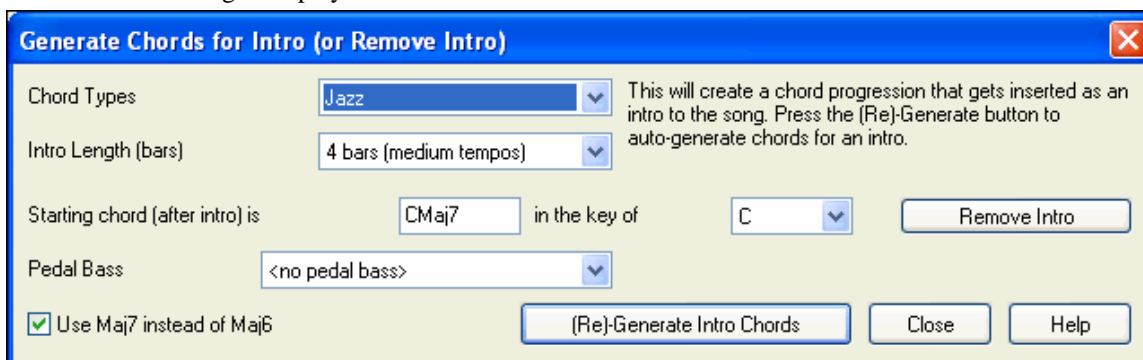 Generate Chords for Intro (or Remove Intro)
Chord Types
Jazz
This will create a chord progression that gets inserted as an
intro to the song. Press the (Re)-Generate button to
auto-generate chords for an intro.
Intro Length (bars)
4 bars (medium tempos)
Starting chord (after intro) is
CMaj7
in the key of
C
Remove Intro
Pedal Bass
<no pedal bass>
Use Maj7 instead of Maj6
(Re)-Generate Intro Chords
Close
Help